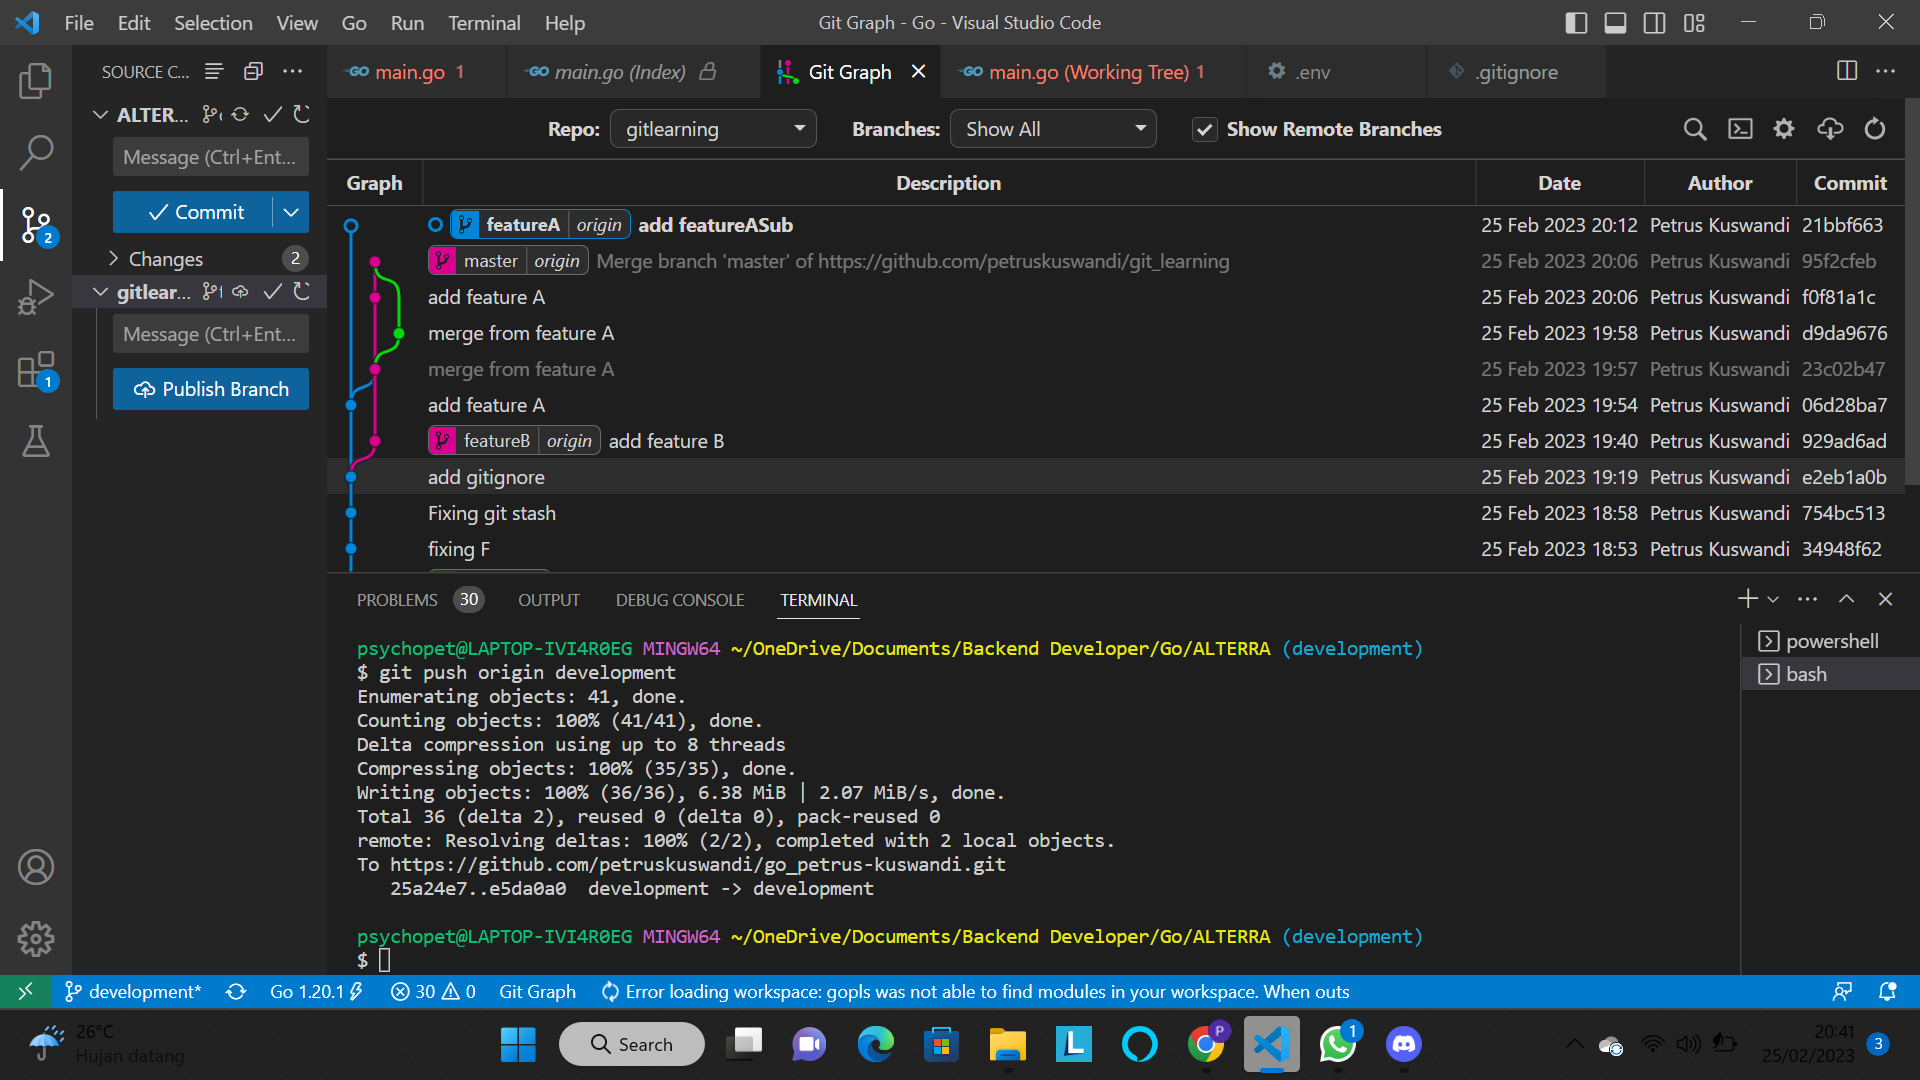 File Edit Selection View Go Run Terminal Help
Git Graph - Go - Visual Studio Code
SOURCE C...
main.go 1
main.go (Index)
Git Graph
main.go (Working Tree) 1
.env
.gitignore
ALTER...
Message (Ctrl+Ent...
Commit
Changes 2
gitlear...
Message (Ctrl+Ent...
Publish Branch
2
1
Repo: gitlearning Branches: Show All Show Remote Branches
Graph Description Date Author Commit
featureA origin add featureASub 25 Feb 2023 20:12 Petrus Kuswandi 21bbf663
master origin Merge branch 'master' of https://github.com/petruskuswandi/git_learning 25 Feb 2023 20:06 Petrus Kuswandi 95f2cfeb
add feature A 25 Feb 2023 20:06 Petrus Kuswandi f0f81a1c
merge from feature A 25 Feb 2023 19:58 Petrus Kuswandi d9da9676
merge from feature A 25 Feb 2023 19:57 Petrus Kuswandi 23c02b47
add feature A 25 Feb 2023 19:54 Petrus Kuswandi 06d28ba7
featureB origin add feature B 25 Feb 2023 19:40 Petrus Kuswandi 929ad6ad
add gitignore 25 Feb 2023 19:19 Petrus Kuswandi e2eb1a0b
Fixing git stash 25 Feb 2023 18:58 Petrus Kuswandi 754bc513
fixing F 25 Feb 2023 18:53 Petrus Kuswandi 34948f62
PROBLEMS 30 OUTPUT DEBUG CONSOLE TERMINAL
psychopet@LAPTOP-IVI4R0EG MINGW64 ~/OneDrive/Documents/Backend Developer/Go/ALTERRA (development)
$ git push origin development
Enumerating objects: 41, done.
Counting objects: 100% (41/41), done.
Delta compression using up to 8 threads
Compressing objects: 100% (35/35), done.
Writing objects: 100% (36/36), 6.38 MiB | 2.07 MiB/s, done.
Total 36 (delta 2), reused 0 (delta 0), pack-reused 0
remote: Resolving deltas: 100% (2/2), completed with 2 local objects.
To https://github.com/petruskuswandi/go_petrus-kuswandi.git
25a24e7..e5da0a0 development -> development
psychopet@LAPTOP-IVI4R0EG MINGW64 ~/OneDrive/Documents/Backend Developer/Go/ALTERRA (development)
$
powershell
bash
development* Go 1.20.1 30 0 Git Graph Error loading workspace: gopls was not able to find modules in your workspace. When outs
26°C
Hujan datang
Search
L
P
1
20:41
25/02/2023
3